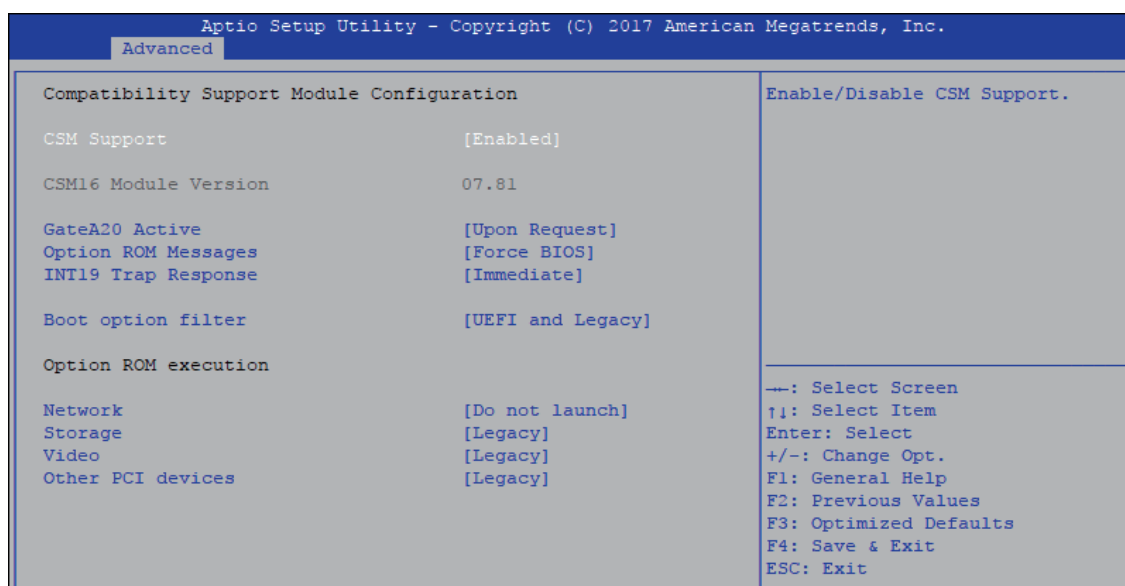 Aptio Setup Utility - Copyright (C) 2017 American Megatrends, Inc.
Advanced
Compatibility Support Module Configuration
CSM Support [Enabled]
CSM16 Module Version 07.81
GateA20 Active [Upon Request]
Option ROM Messages [Force BIOS]
INT19 Trap Response [Immediate]
Boot option filter [UEFI and Legacy]
Option ROM execution
Network [Do not launch]
Storage [Legacy]
Video [Legacy]
Other PCI devices [Legacy]
Enable/Disable CSM Support.
→←: Select Screen
↑↓: Select Item
Enter: Select
+/-: Change Opt.
F1: General Help
F2: Previous Values
F3: Optimized Defaults
F4: Save & Exit
ESC: Exit